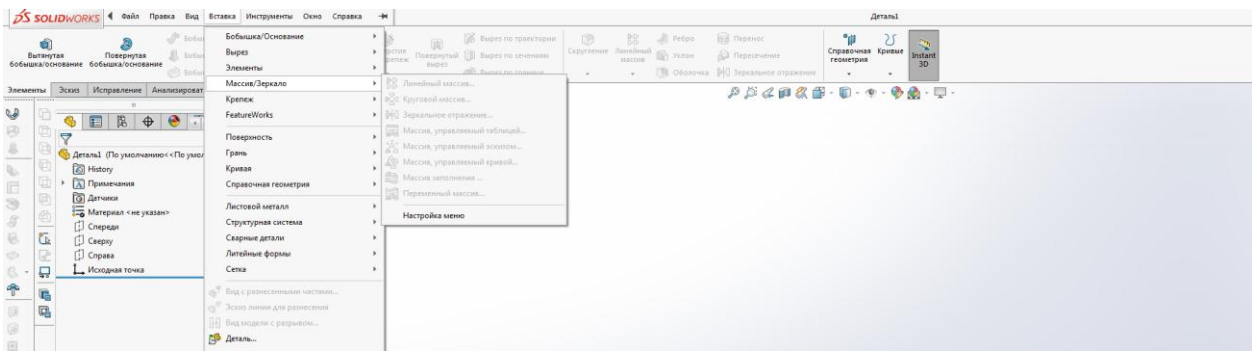 SOLIDWORKS Файл Правка Вид Вставка Инструменты Окно Справка Деталь1
Вытянутая бобышка/основание
Повернутая бобышка/основание
Повернутый вырез
Вырез по траектории
Вырез по сечениям
Вырез по границе
Скругление
Линейный массив
Ребро
Уклон
Оболочка
Перенос
Пересечение
Зеркальное отражение
Справочная геометрия
Кривые
Instant 3D
Элементы Эскиз Исправление
Деталь1
History
Примечания
Датчики
Материал <не указан>
Спереди
Сверху
Справа
Исходная точка
Бобышка/Основание
Вырез
Элементы
Массив/Зеркало
Крепеж
FeatureWorks
Поверхность
Грань
Кривая
Справочная геометрия
Листовой металл
Структурная система
Сварные детали
Литейные формы
Сетка
Вид с разнесенными частями...
Эскиз линии для разнесения
Вид модели с разрывом...
Деталь...
Линейный массив...
Круговой массив...
Зеркальное отражение...
Массив, управляемый таблицей...
Массив, управляемый эскизом...
Массив, управляемый кривой...
Массив заполнения ...
Переменный массив...
Настройка меню